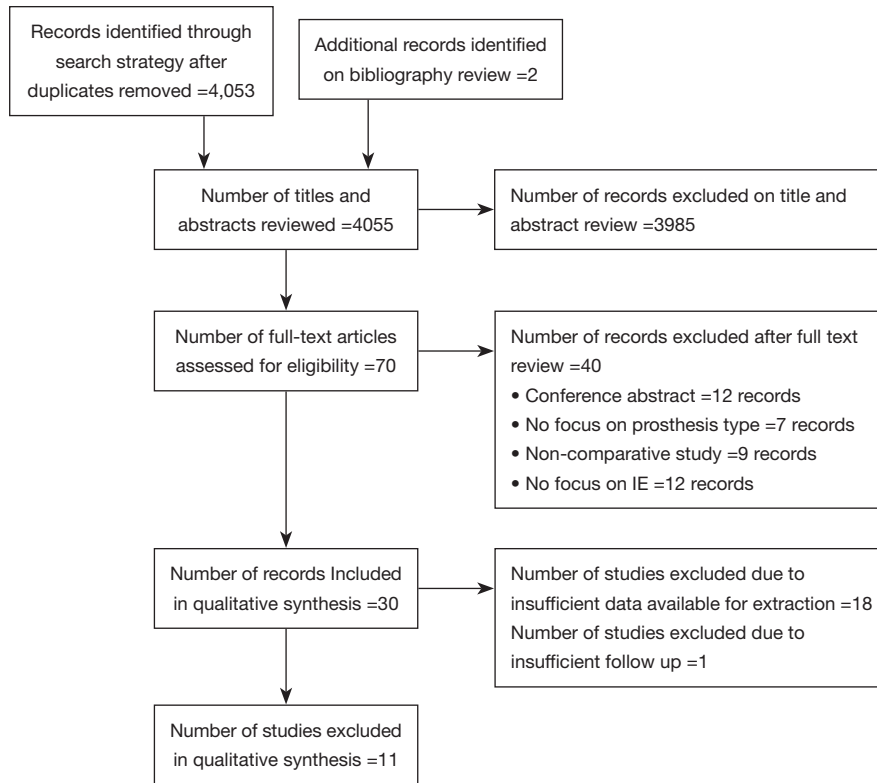 Records identified through
search strategy after
duplicates removed =4,053
Additional records identified
on bibliography review =2
Number of titles and
abstracts reviewed =4055
Number of records excluded on title and
abstract review =3985
Number of full-text articles
assessed for eligibility =70
Number of records excluded after full text
review =40
• Conference abstract =12 records
• No focus on prosthesis type =7 records
• Non-comparative study =9 records
• No focus on IE =12 records
Number of records Included
in qualitative synthesis =30
Number of studies excluded due to
insufficient data available for extraction =18
Number of studies excluded due to
insufficient follow up =1
Number of studies excluded
in qualitative synthesis =11